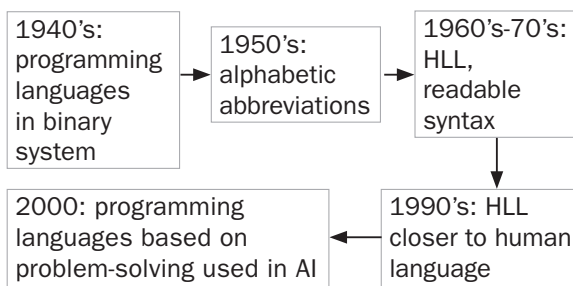 1940's:
programming
languages
in binary
system
1950's:
alphabetic
abbreviations
1960's-70's:
HLL,
readable
syntax
1990's: HLL
closer to human
language
2000: programming
languages based on
problem-solving used in AI